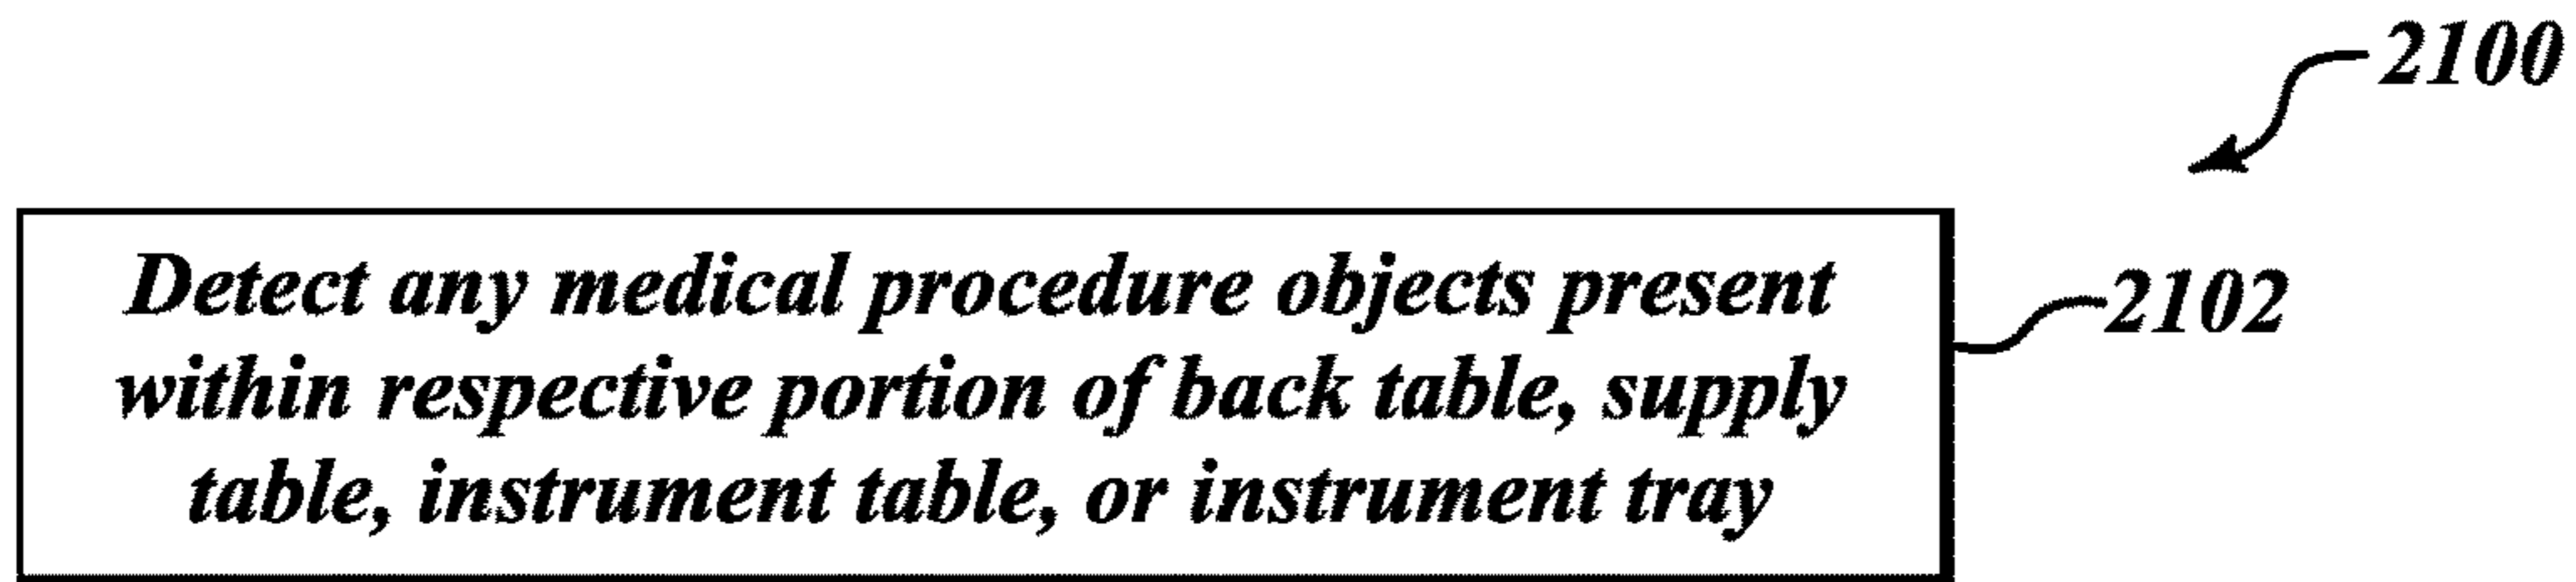 2100
Detect any medical procedure objects present
2102
within respective portion of back table, supply
table, instrument table, or instrument tray